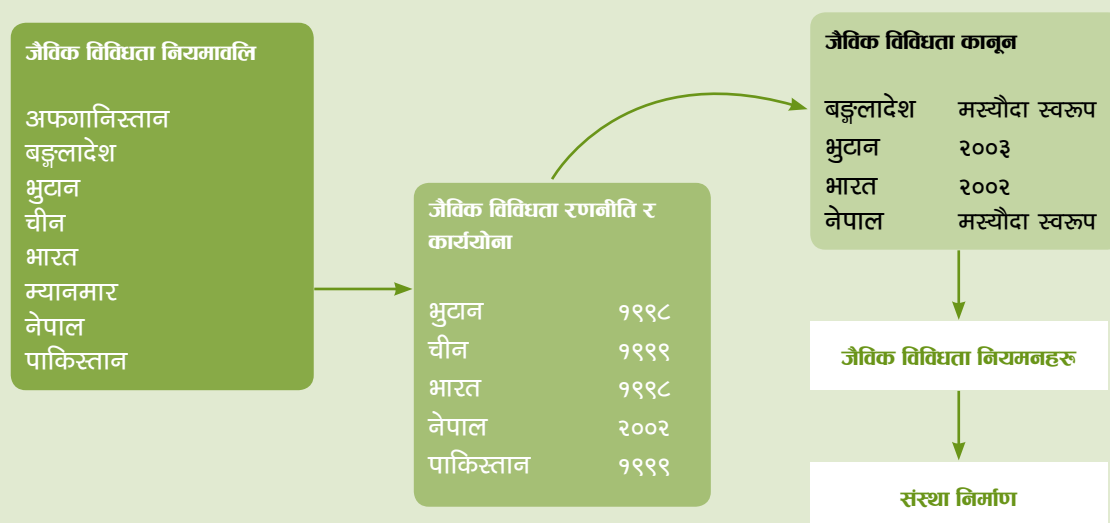 जैविक विविधता नियमावलि
अफगानिस्तान
बङ्गलादेश
भुटान
चीन
भारत
म्यानमार
नेपाल
पाकिस्तान
जैविक विविधता रणनीति र
कार्ययोना
भुटान १९९८
चीन १९९९
भारत १९९८
नेपाल २००२
पाकिस्तान १९९९
जैविक विविधता कानून
बङ्गलादेश मस्यौदा स्वरूप
भुटान २००३
भारत २००२
नेपाल मस्यौदा स्वरूप
जैविक विविधता नियमनहरू
संस्था निर्माण